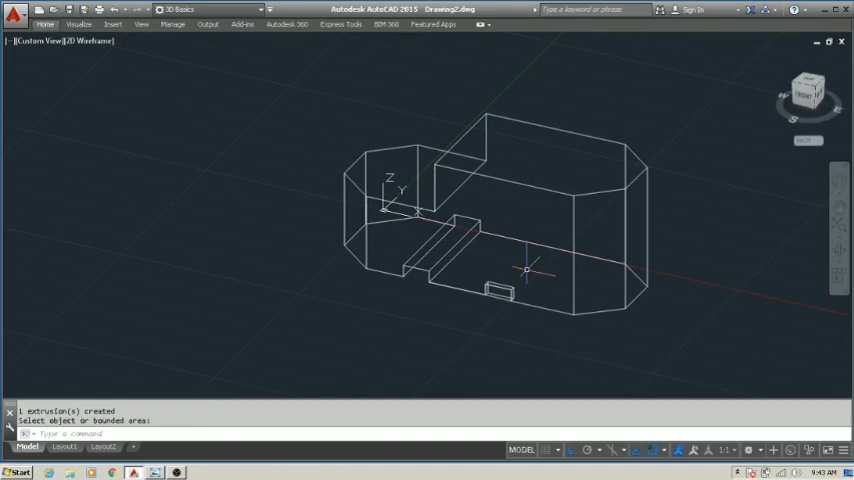 3D Basics
Autodesk AutoCAD 2015 Drawing2.dwg
Type a keyword or phrase
Sign In
Home Visualize Insert View Manage Output Add-ins Autodesk 360 Express Tools BIM 360 Featured Apps
[-][Custom View][2D Wireframe]
FRONT
W
S
E
Z
Y
X
1 extrusion(s) created
Select object or bounded area:
Type a command
Model Layout1 Layout2 +
MODEL 1:1
Start 9:43 AM